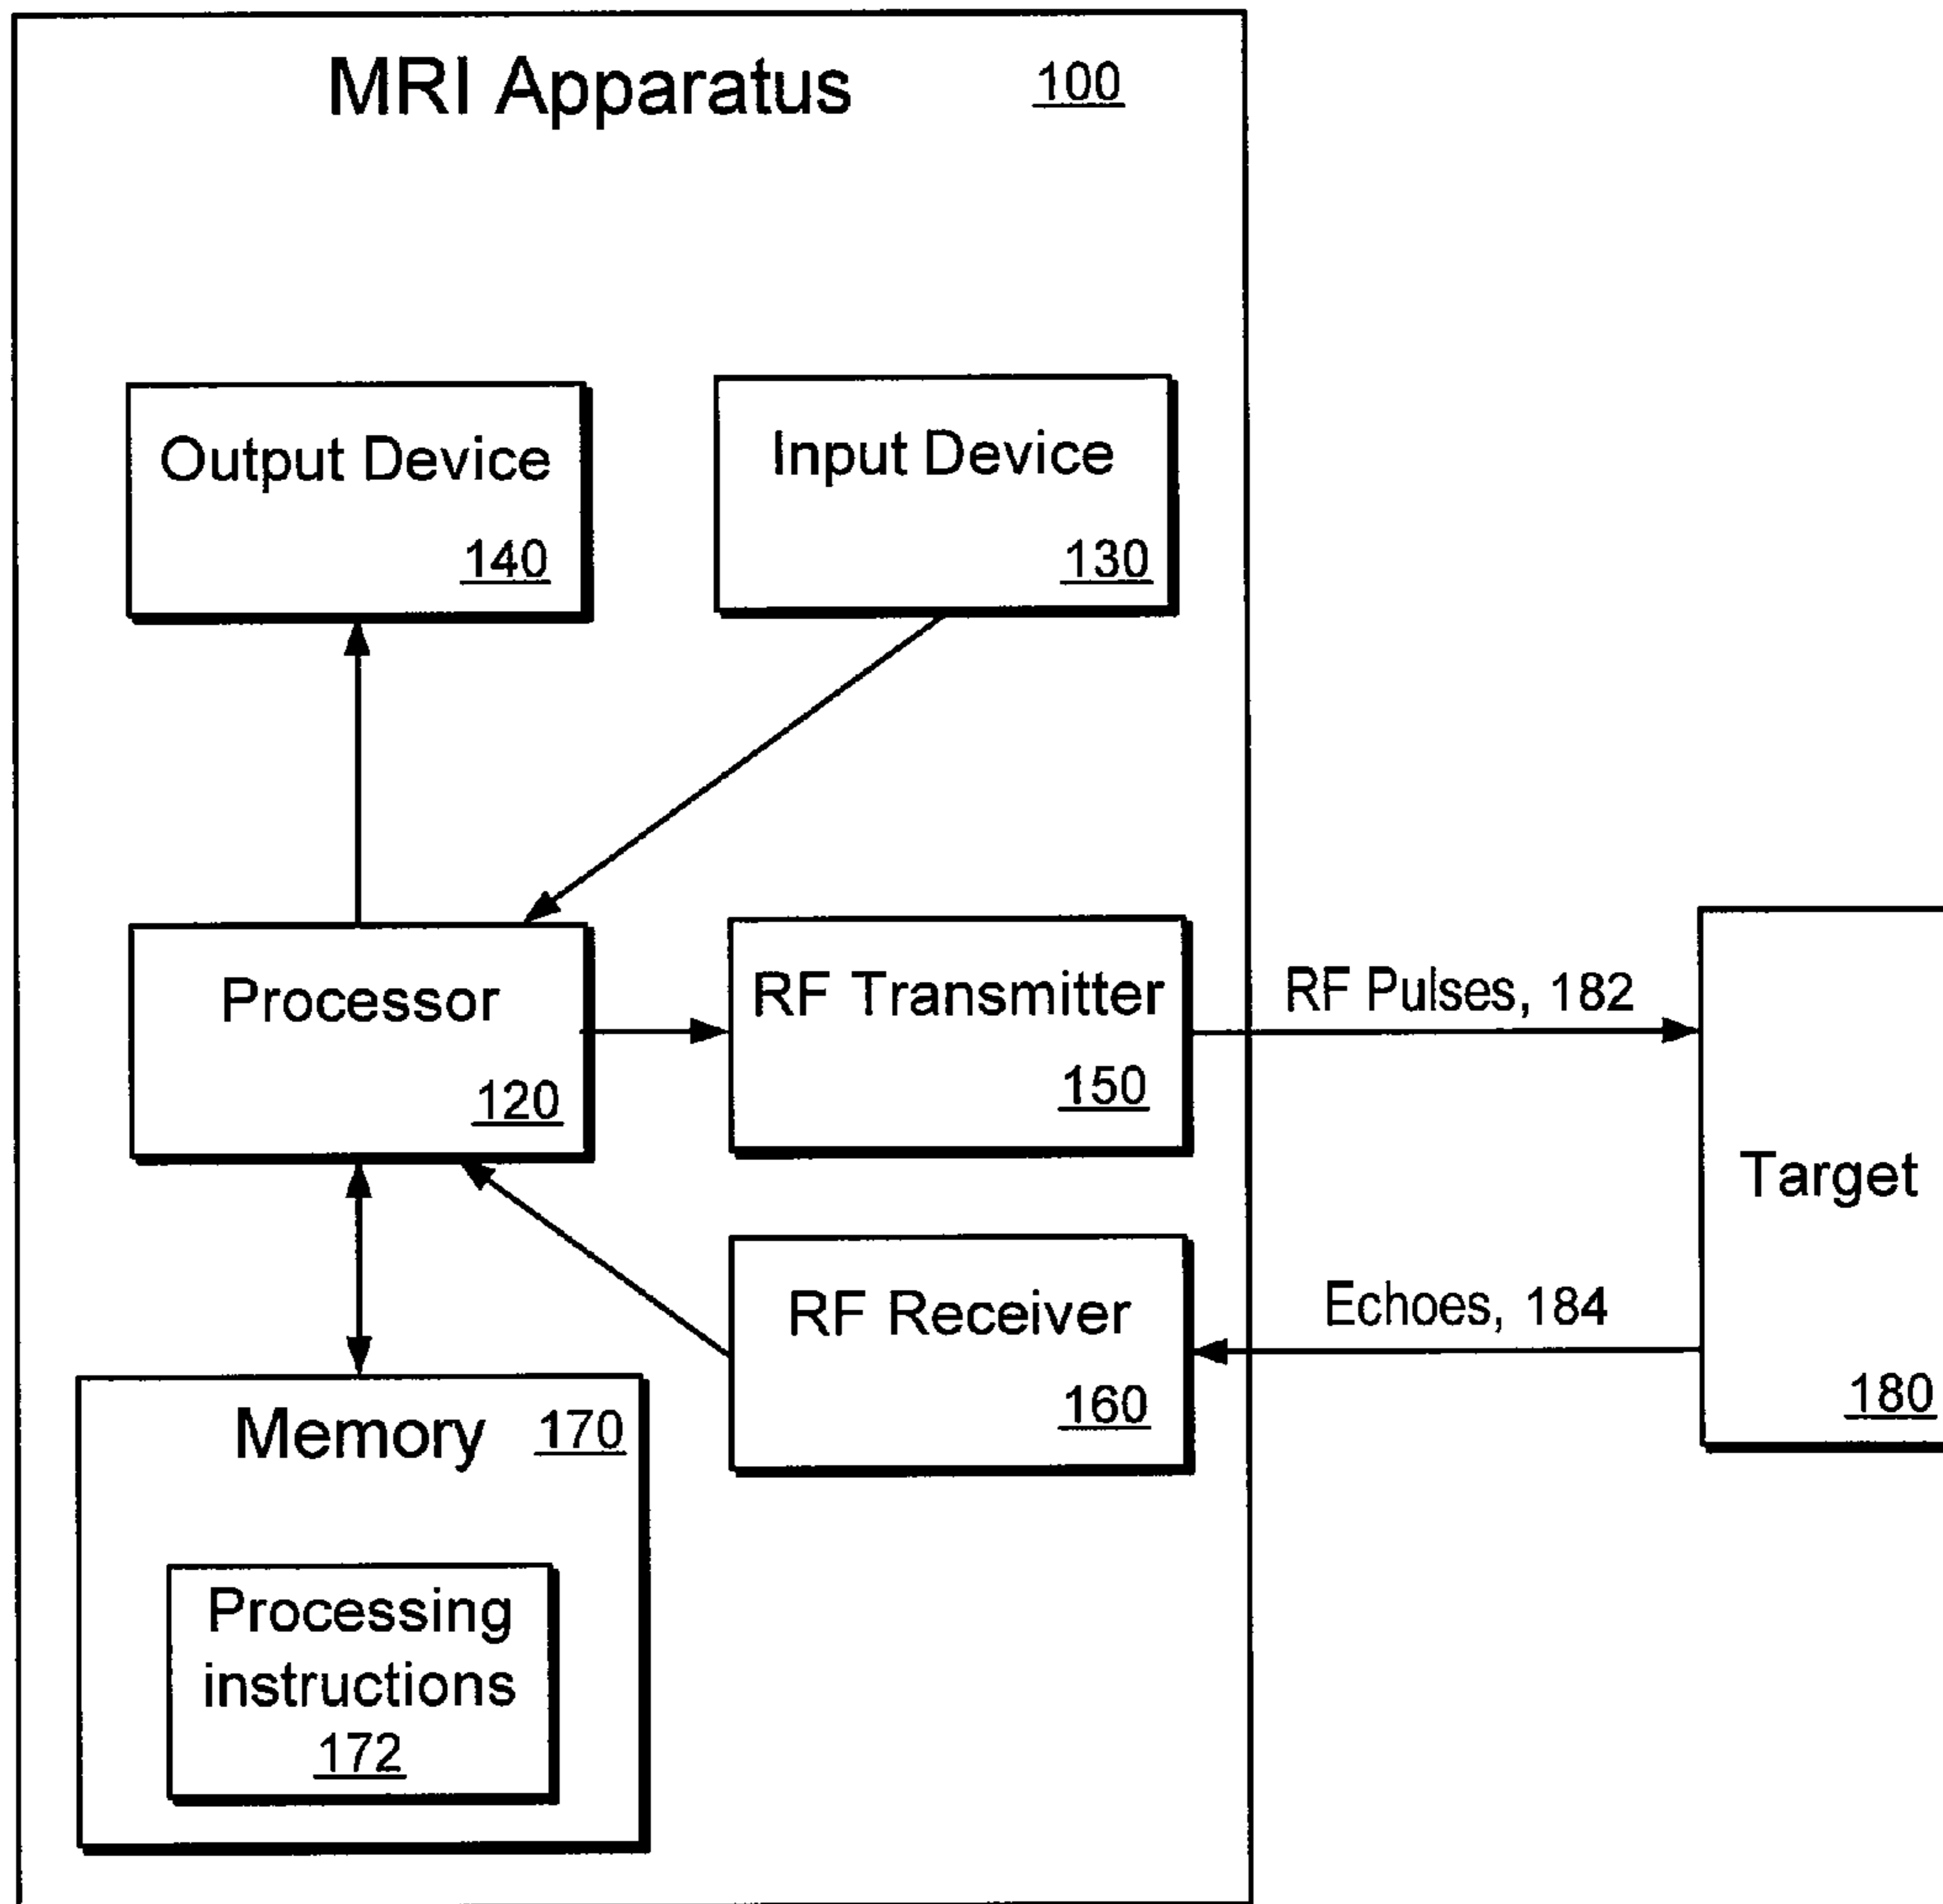 MRI Apparatus 100
Output Device
140
Input Device
130
Processor
120
RF Transmitter
150
RF Pulses, 182
Target
180
RF Receiver
160
Echoes, 184
Memory 170
Processing
instructions
172